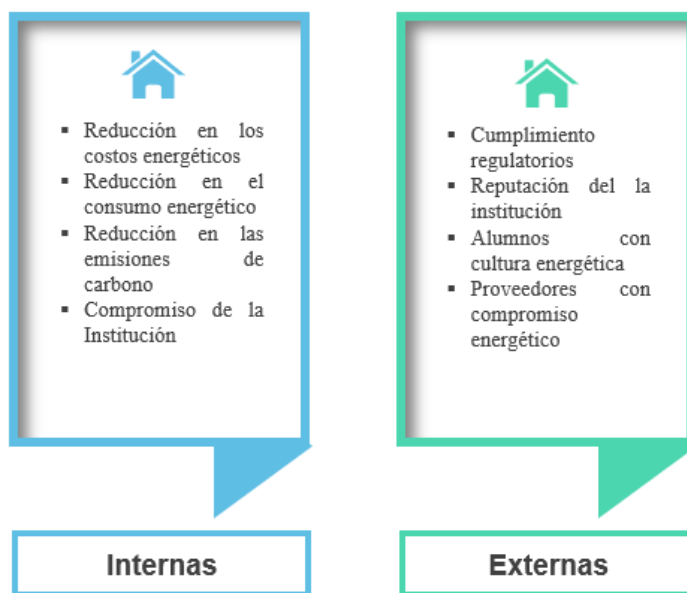 ▪ Reducción en los
costos energéticos
▪ Reducción en el
consumo energético
▪ Reducción en las
emisiones de
carbono
▪ Compromiso de la
Institución
Internas
▪ Cumplimiento
regulatorios
▪ Reputación del la
institución
▪ Alumnos con
cultura energética
▪ Proveedores con
compromiso
energético
Externas